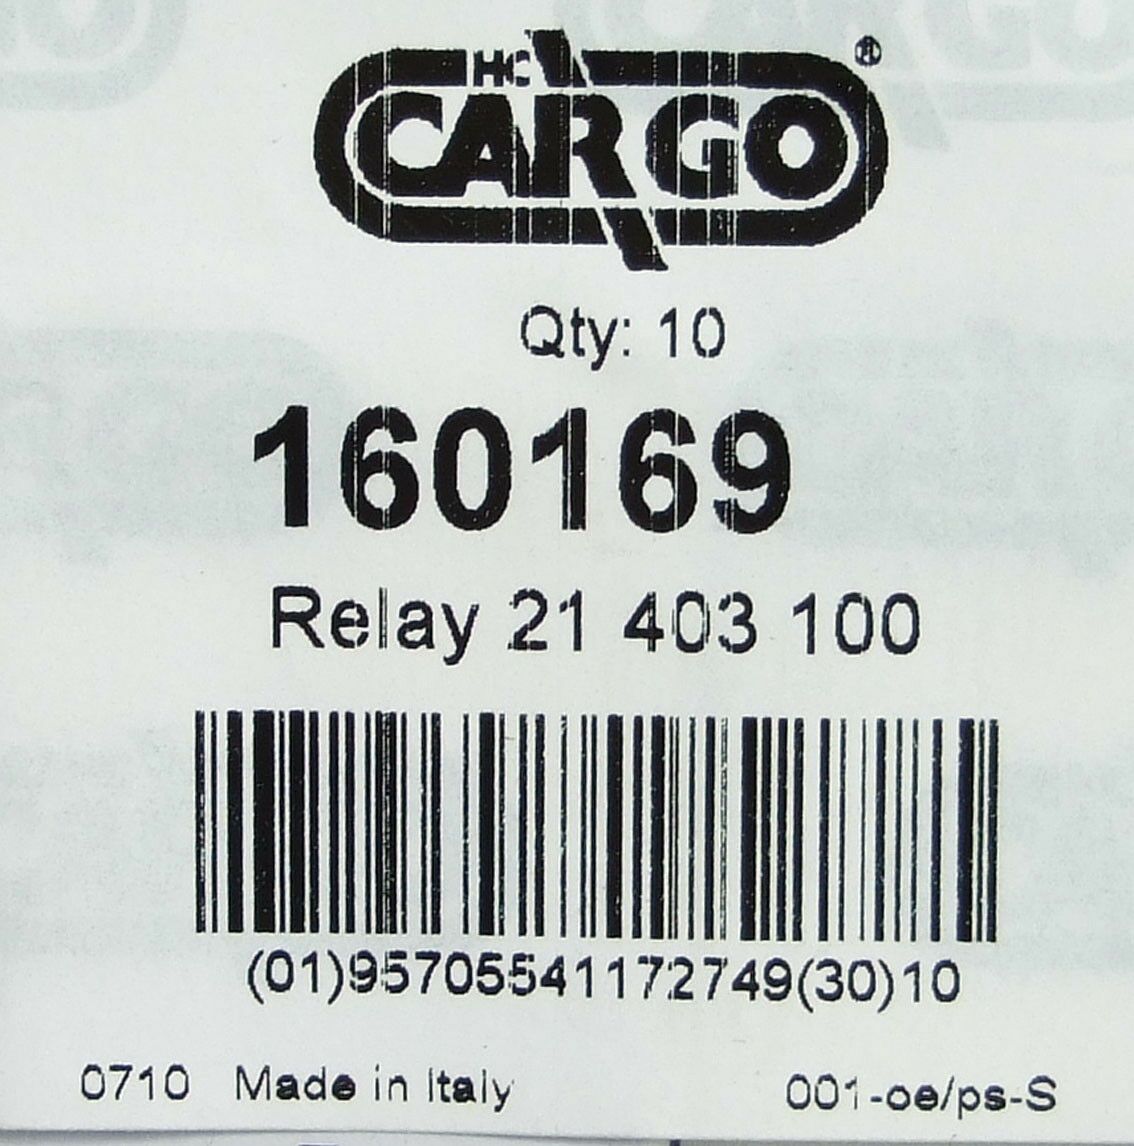 HC
CARGO®
Qty: 10
160169
Relay 21 403 100
(01)95705541172749(30)10
0710 Made in Italy 001-oe/ps-S